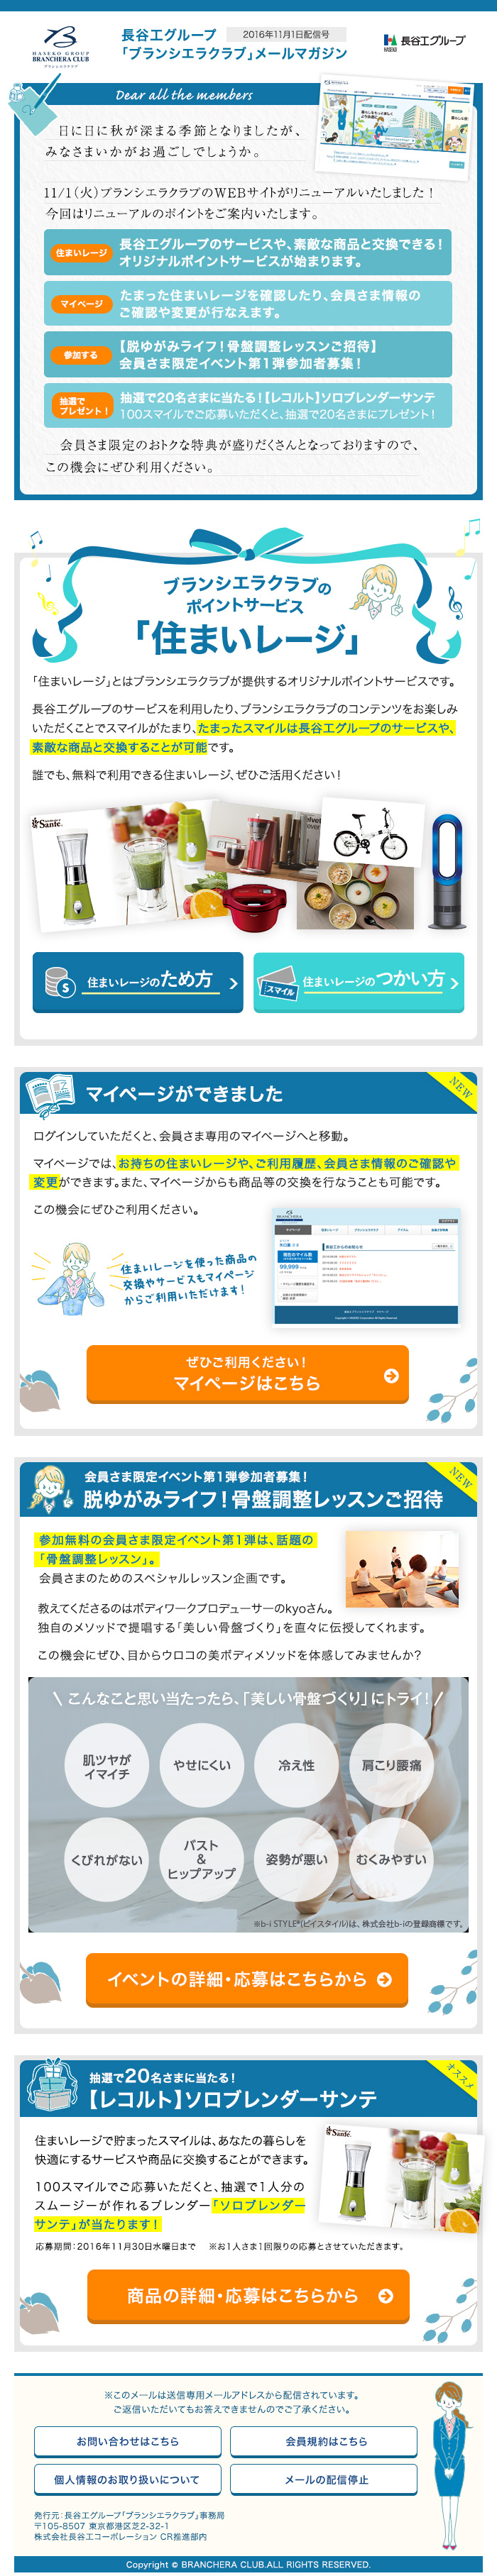 HASEKO GROUP
BRANCHERA CLUB
ブランシエラクラブ
長谷工グループ
2016年11月1日配信号
「ブランシエラクラブ」メールマガジン
長谷工グループ
HASEKO
Dear all the members
日に日に秋が深まる季節となりましたが、
みなさまいかがお過ごしでしょうか。
11/1(火)ブランシエラクラブのWEBサイトがリニューアルいたしました！
今回はリニューアルのポイントをご案内いたします。
住まいレージ
長谷工グループのサービスや、素敵な商品と交換できる！
オリジナルポイントサービスが始まります。
マイページ
たまった住まいレージを確認したり、会員さま情報の
ご確認や変更が行なえます。
参加する
【脱ゆがみライフ！骨盤調整レッスンご招待】
会員さま限定イベント第1弾参加者募集！
抽選で
プレゼント！
抽選で20名さまに当たる！【レコルト】ソロブレンダーサンテ
100スマイルでご応募いただくと、抽選で20名さまにプレゼント！
会員さま限定のおトクな特典が盛りだくさんとなっておりますので、
この機会にぜひ利用ください。
ブランシエラクラブの
ポイントサービス
「住まいレージ」
「住まいレージ」とはブランシエラクラブが提供するオリジナルポイントサービスです。
長谷工グループのサービスを利用したり、ブランシエラクラブのコンテンツをお楽しみ
いただくことでスマイルがたまり、たまったスマイルは長谷工グループのサービスや、
素敵な商品と交換することが可能です。
誰でも、無料で利用できる住まいレージ、ぜひご活用ください！
Santé.
住まいレージのため方
スマイル
住まいレージのつかい方
マイページができました
NEW
ログインしていただくと、会員さま専用のマイページへと移動。
マイページでは、お持ちの住まいレージや、ご利用履歴、会員さま情報のご確認や
変更ができます。また、マイページからも商品等の交換を行なうことも可能です。
この機会にぜひご利用ください。
住まいレージを使った商品の
交換やサービスもマイページ
からご利用いただけます！
99,999
ぜひご利用ください！
マイページはこちら
会員さま限定イベント第1弾参加者募集！
脱ゆがみライフ！骨盤調整レッスンご招待
NEW
参加無料の会員さま限定イベント第1弾は、話題の
「骨盤調整レッスン」。
会員さまのためのスペシャルレッスン企画です。
教えてくださるのはボディワークプロデューサーのkyoさん。
独自のメソッドで提唱する「美しい骨盤づくり」を直々に伝授してくれます。
この機会にぜひ、目からウロコの美ボディメソッドを体感してみませんか？
こんなこと思い当たったら、「美しい骨盤づくり」にトライ！
肌ツヤが
イマイチ
やせにくい
冷え性
肩こり腰痛
くびれがない
バスト
&
ヒップアップ
姿勢が悪い
むくみやすい
※b-i STYLE®(ビイスタイル)は、株式会社b-iの登録商標です。
イベントの詳細・応募はこちらから
抽選で20名さまに当たる！
【レコルト】ソロブレンダーサンテ
オススメ
住まいレージで貯まったスマイルは、あなたの暮らしを
快適にするサービスや商品に交換することができます。
100スマイルでご応募いただくと、抽選で1人分の
スムージーが作れるブレンダー「ソロブレンダー
サンテ」が当たります！
Santé.
応募期間：2016年11月30日水曜日まで　※お1人さま1回限りの応募とさせていただきます。
商品の詳細・応募はこちらから
※このメールは送信専用メールアドレスから配信されています。
ご返信いただいてもお答えできませんのでご了承ください。
お問い合わせはこちら
会員規約はこちら
個人情報のお取り扱いについて
メールの配信停止
発行元：長谷工グループ「ブランシエラクラブ」事務局
〒105-8507 東京都港区芝2-32-1
株式会社長谷工コーポレーション CR推進部内
Copyright © BRANCHERA CLUB.ALL RIGHTS RESERVED.